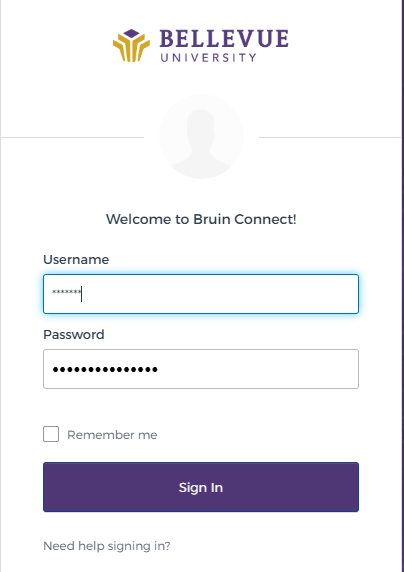 BELLEVUE
UNIVERSITY
Welcome to Bruin Connect!
Username
*******
Password
•••••••••••••••
Remember me
Sign In
Need help signing in?